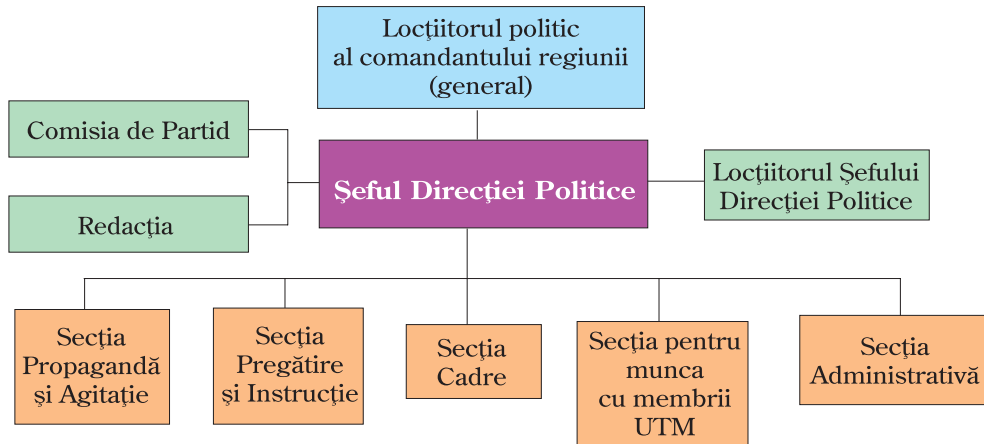 Locţiitorul politic
al comandantului regiunii
(general)
Comisia de Partid
Şeful Direcţiei Politice
Locţiitorul Şefului
Direcţiei Politice
Redacţia
Secţia
Propagandă
şi Agitaţie
Secţia
Pregătire
şi Instrucţie
Secţia
Cadre
Secţia pentru
munca
cu membrii
UTM
Secţia
Administrativă